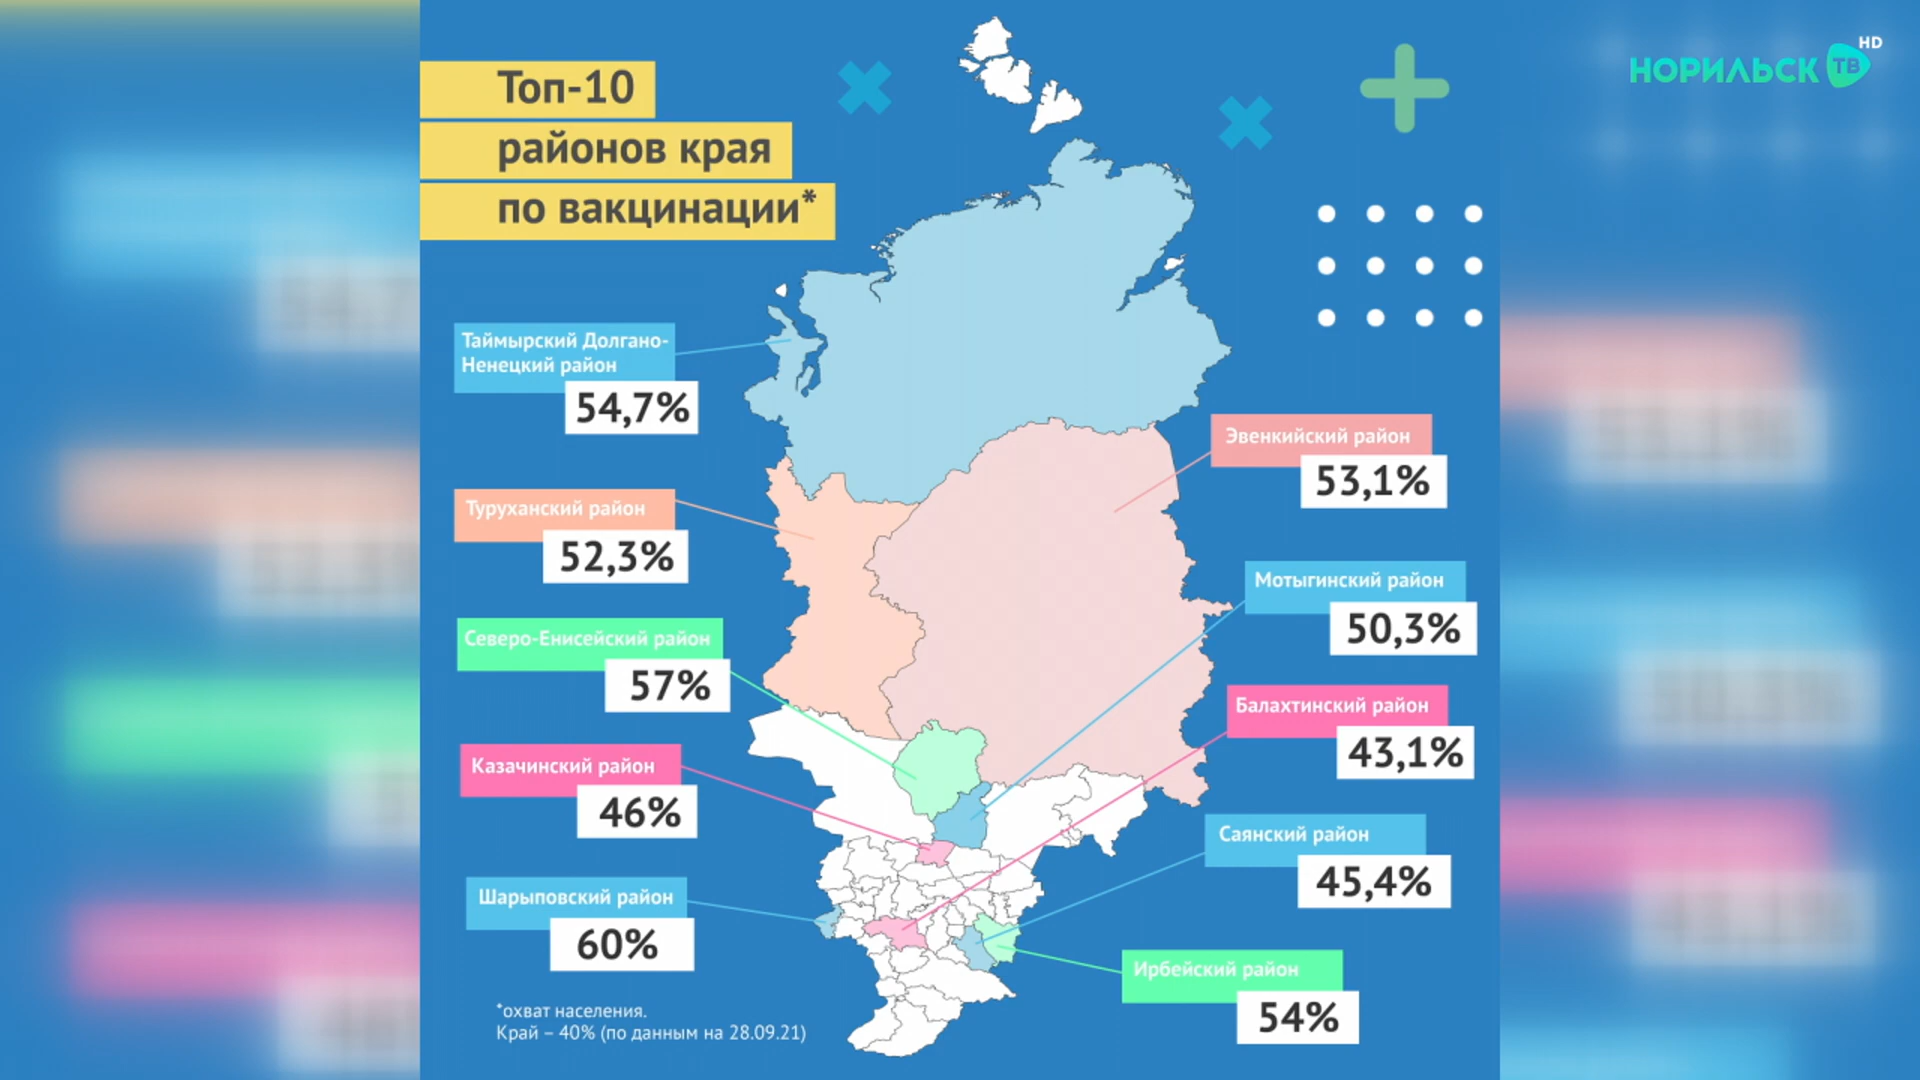 Топ-10
районов края
по вакцинации*
НОРИЛЬСК ТВ HD
Таймырский Долгано-
Ненецкий район
54,7%
Туруханский район
52,3%
Северо-Енисейский район
57%
Казачинский район
46%
Шарыповский район
60%
Эвенкийский район
53,1%
Мотыгинский район
50,3%
Балахтинский район
43,1%
Саянский район
45,4%
Ирбейский район
54%
*охват населения.
Край – 40% (по данным на 28.09.21)